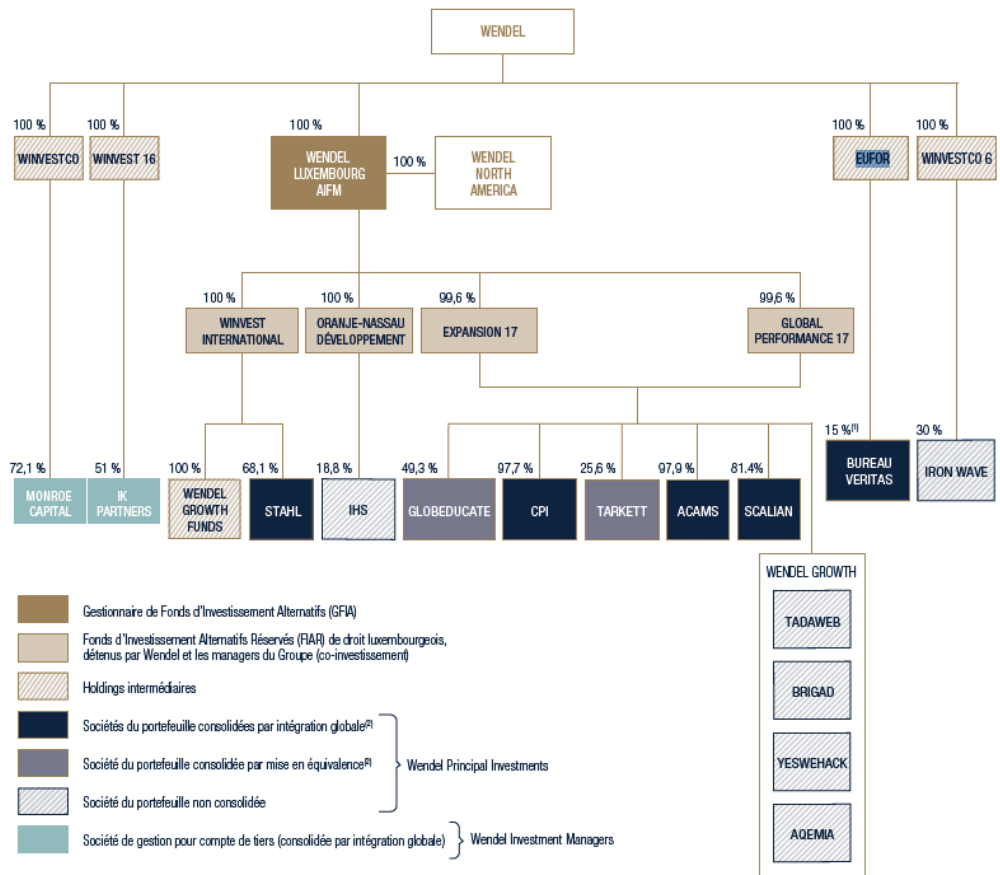 WENDEL
100 %
100 %
100 %
100 %
100 %
WINVESTCO
WINVEST 16
WENDEL
LUXEMBOURG
AIFM
100 %
WENDEL
NORTH
AMERICA
EUFOR
WINVESTCO 6
100 %
100 %
99,6 %
99,6 %
WINVEST
INTERNATIONAL
ORANJE-NASSAU
DÉVELOPPEMENT
EXPANSION 17
GLOBAL
PERFORMANCE 17
72,1 %
51 %
100 %
68,1 %
18,8 %
49,3 %
97,7 %
25,6 %
97,9 %
81.4%
15 %(1)
30 %
MONROE
CAPITAL
IK
PARTNERS
WENDEL
GROWTH
FUNDS
STAHL
IHS
GLOBEDUCATE
CPI
TARKETT
ACAMS
SCALIAN
BUREAU
VERITAS
IRON WAVE
WENDEL GROWTH
TADAWEB
BRIGAD
YESWEHACK
AQEMIA
Gestionnaire de Fonds d'Investissement Alternatifs (GFIA)
Fonds d'Investissement Alternatifs Réservés (FIAR) de droit luxembourgeois,
détenus par Wendel et les managers du Groupe (co-investissement)
Holdings intermédiaires
Sociétés du portefeuille consolidées par intégration globale(2)
Société du portefeuille consolidée par mise en équivalence(2)
Société du portefeuille non consolidée
Wendel Principal Investments
Société de gestion pour compte de tiers (consolidée par intégration globale)
Wendel Investment Managers